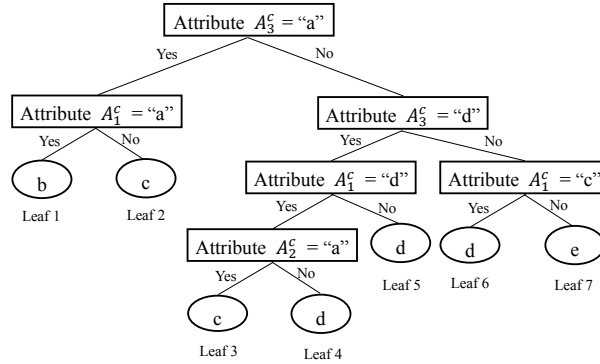 Attribute A₃ᶜ = “a”
Yes No
Attribute A₁ᶜ = “a” Attribute A₃ᶜ = “d”
Yes No Yes No
b c Attribute A₁ᶜ = “d” Attribute A₁ᶜ = “c”
Leaf 1 Leaf 2 Yes No Yes No
Attribute A₂ᶜ = “a” d d e
Yes No Leaf 5 Leaf 6 Leaf 7
c d
Leaf 3 Leaf 4